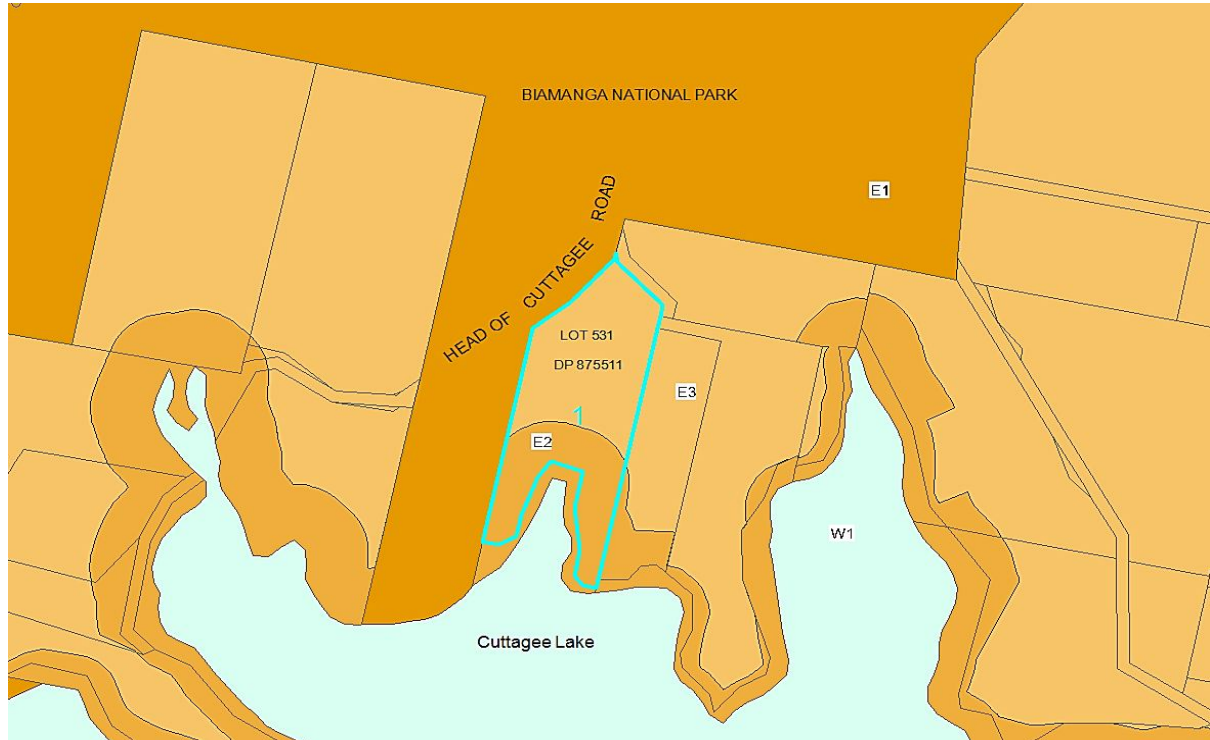 BIAMANGA NATIONAL PARK
E1
HEAD OF CUTTAGEE ROAD
LOT 531
DP 875511
E3
1
E2
W1
Cuttagee Lake